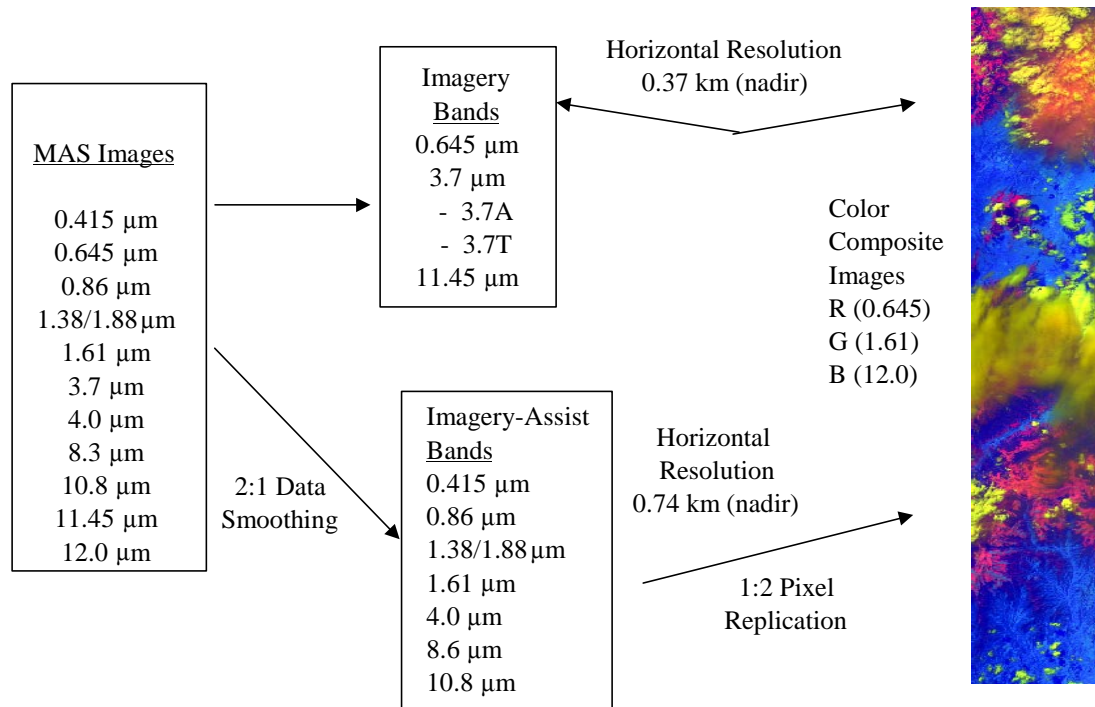 MAS Images
0.415 µm
0.645 µm
0.86 µm
1.38/1.88 µm
1.61 µm
3.7 µm
4.0 µm
8.3 µm
10.8 µm
11.45 µm
12.0 µm
Imagery
Bands
0.645 µm
3.7 µm
- 3.7A
- 3.7T
11.45 µm
Horizontal Resolution
0.37 km (nadir)
2:1 Data
Smoothing
Imagery-Assist
Bands
0.415 µm
0.86 µm
1.38/1.88 µm
1.61 µm
4.0 µm
8.6 µm
10.8 µm
Horizontal
Resolution
0.74 km (nadir)
1:2 Pixel
Replication
Color
Composite
Images
R (0.645)
G (1.61)
B (12.0)